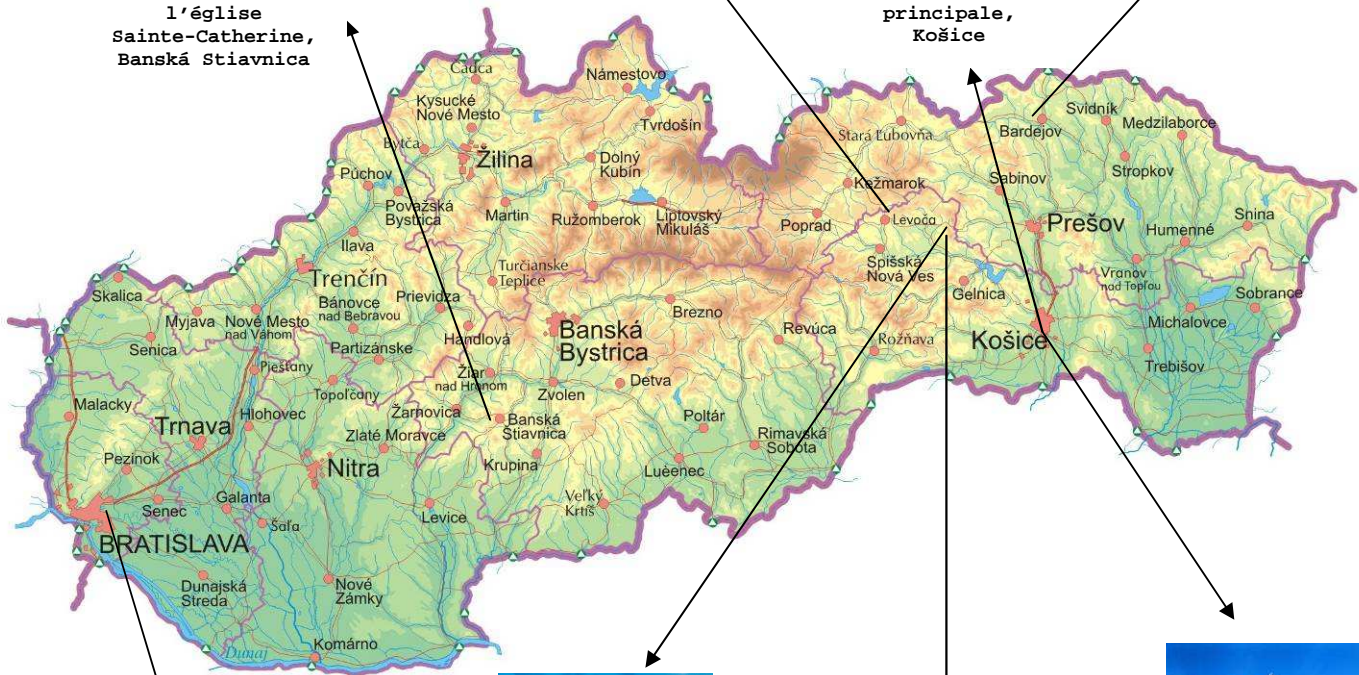 l'église
Sainte-Catherine,
Banská Stiavnica
principale,
Košice
Čadca
Námestovo
Kysucké
Nové Mesto
Tvrdošín
Svidník
Stará Ľubovňa
Bardejov
Medzilaborce
Bytča
Žilina
Dolný
Kubín
Stropkov
Púchov
Kežmarok
Sabinov
Považská
Bystrica
Martin
Ružomberok
Liptovský
Mikuláš
Poprad
Levoča
Prešov
Snina
Ilava
Humenné
Spišská
Nová Ves
Trenčín
Turčianske
Teplice
Vranov
nad Topľou
Skalica
Bánovce
nad Bebravou
Prievidza
Gelnica
Sobrance
Myjava
Nové Mesto
nad Váhom
Brezno
Michalovce
Handlová
Banská
Bystrica
Revúca
Senica
Partizánske
Rožňava
Košice
Trebišov
Piešťany
Žiar
nad Hronom
Topoľčany
Zvolen
Detva
Malacky
Hlohovec
Žarnovica
Banská
Štiavnica
Poltár
Trnava
Zlaté Moravce
Rimavská
Sobota
Pezinok
Nitra
Krupina
Luèenec
Senec
Galanta
Veľký
Krtíš
Šaľa
Levice
BRATISLAVA
Dunajská
Streda
Nové
Zámky
Komárno
Dunaj